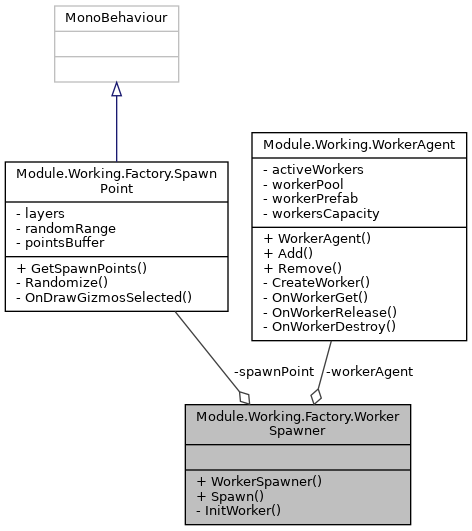 MonoBehaviour
Module.Working.WorkerAgent
- activeWorkers
- workerPool
- workerPrefab
- workersCapacity
+ WorkerAgent()
+ Add()
+ Remove()
- CreateWorker()
- OnWorkerGet()
- OnWorkerRelease()
- OnWorkerDestroy()
Module.Working.Factory.Spawn
Point
- layers
- randomRange
- pointsBuffer
+ GetSpawnPoints()
- Randomize()
- OnDrawGizmosSelected()
-spawnPoint
-workerAgent
Module.Working.Factory.Worker
Spawner
+ WorkerSpawner()
+ Spawn()
- InitWorker()